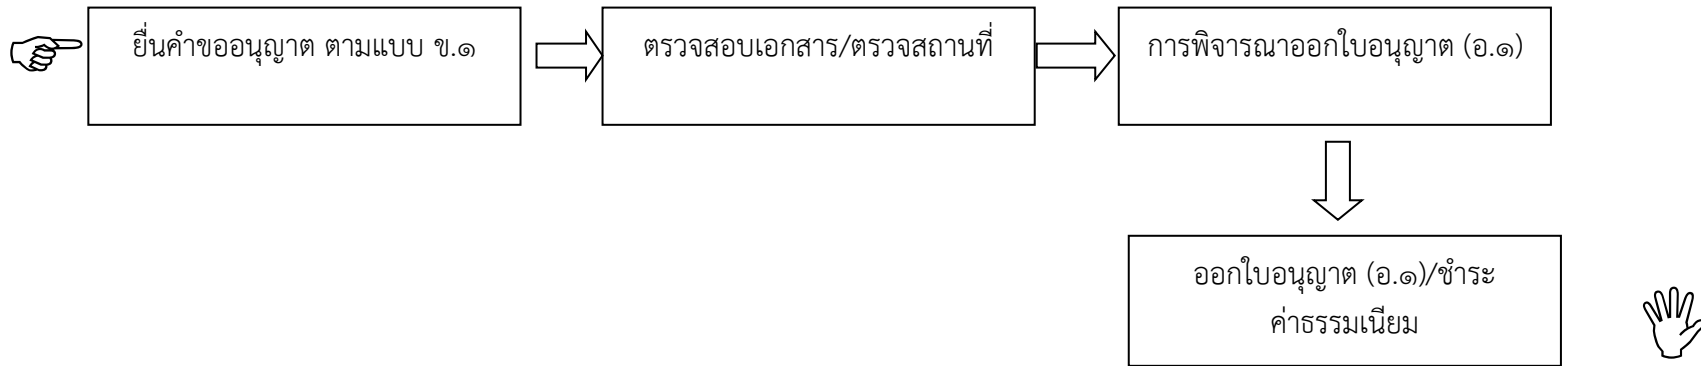 ยื่นคำขออนุญาต ตามแบบ ข.๑
ตรวจสอบเอกสาร/ตรวจสถานที่
การพิจารณาออกใบอนุญาต (อ.๑)
ออกใบอนุญาต (อ.๑)/ชำระ
ค่าธรรมเนียม